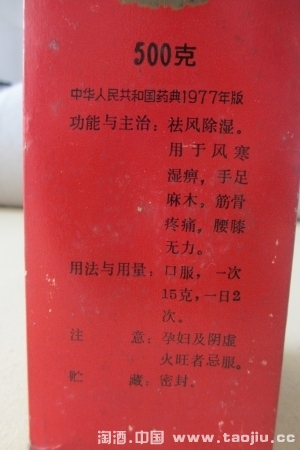 500克
中华人民共和国药典1977年版
功能与主治：祛风除湿。
用于风寒
湿痹，手足
麻木，筋骨
疼痛，腰膝
无力。
用法与用量：口服，一次
15克，一日2
次。
注 意：孕妇及阴虚
火旺者忌服。
贮 藏：密封。
淘酒.中国 www.taojiu.cc